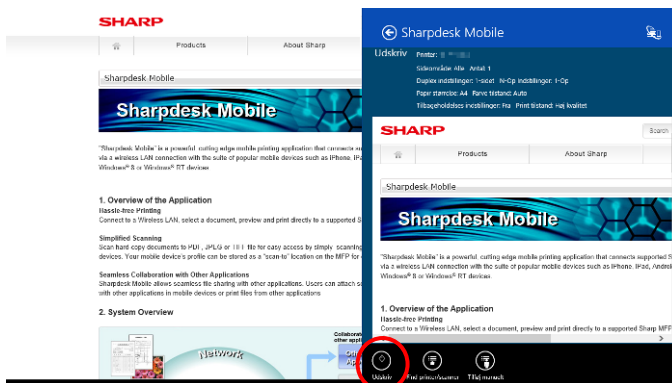 SHARP
Products
About Sharp
Sharpdesk Mobile
Sharpdesk Mobile
"Sharpdesk Mobile" is a powerful, cutting edge mobile printing application that connects su
via a wireless LAN connection with the suite of popular mobile devices such as iPhone, iPa
Windows® 8 or Windows® RT devices.
1. Overview of the Application
Hassle-free Printing
Connect to a Wireless LAN, select a document, preview and print directly to a supported S
Simplified Scanning
Scan hard copy documents to PDF, JPEG or TIFF file for easy access by simply scanning
devices. Your mobile device's profile can be stored as a "scan-to" location on the MFP for
Seamless Collaboration with Other Applications
Sharpdesk Mobile allows seamless file sharing with other applications. Users can attach sc
with other applications in mobile devices or print files from other applications
2. System Overview
Network
Collaborat
other appli
Sharpdesk Mobile
Udskriv
Printer:
Sideområde: Alle Antal: 1
Duplex indstillinger: 1-sidet N-Op indstillinger: 1-Op
Papir størrelse: A4 Farve tilstand: Auto
Tilbageholdelses indstillinger: Fra Print tilstand: Høj kvalitet
SHARP
Search
Products
About Sharp
Sharpdesk Mobile
Sharpdesk Mobile
"Sharpdesk Mobile" is a powerful, cutting edge mobile printing application that connects supported S
via a wireless LAN connection with the suite of popular mobile devices such as iPhone, iPad, Androi
Windows® 8 or Windows® RT devices.
1. Overview of the Application
Hassle-free Printing
Connect to a Wireless LAN, select a document, preview and print directly to a supported Sharp MFP
Udskriv
Find printer/scanner
Tilføj manuelt